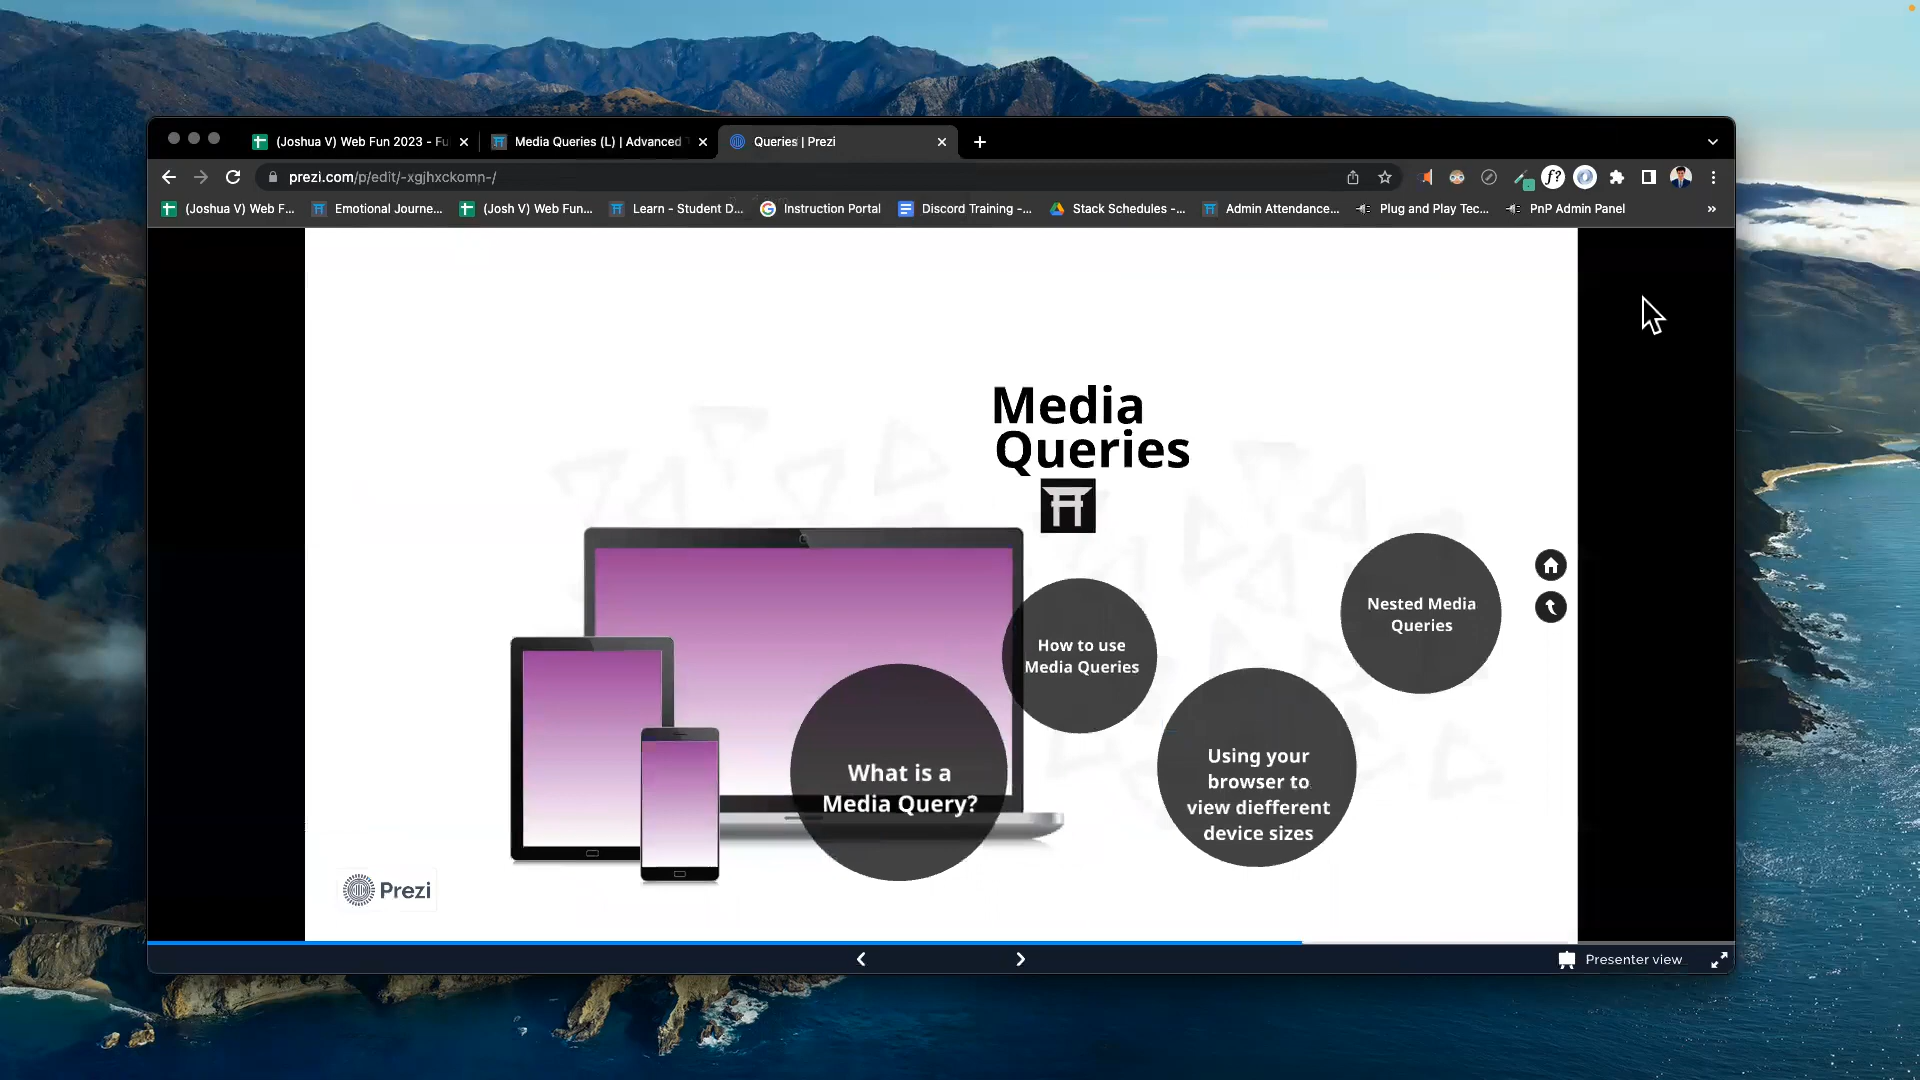 (Joshua V) Web Fun 2023 - Fu
Media Queries (L) | Advanced
Queries | Prezi
prezi.com/p/edit/-xgjhxckomn-/
(Joshua V) Web F...
Emotional Journe...
(Josh V) Web Fun...
Learn - Student D...
Instruction Portal
Discord Training -...
Stack Schedules -...
Admin Attendance...
Plug and Play Tec...
PnP Admin Panel
»
f?
Media
Queries
Nested Media
Queries
How to use
Media Queries
What is a
Media Query?
Using your
browser to
view diefferent
device sizes
Prezi
Presenter view